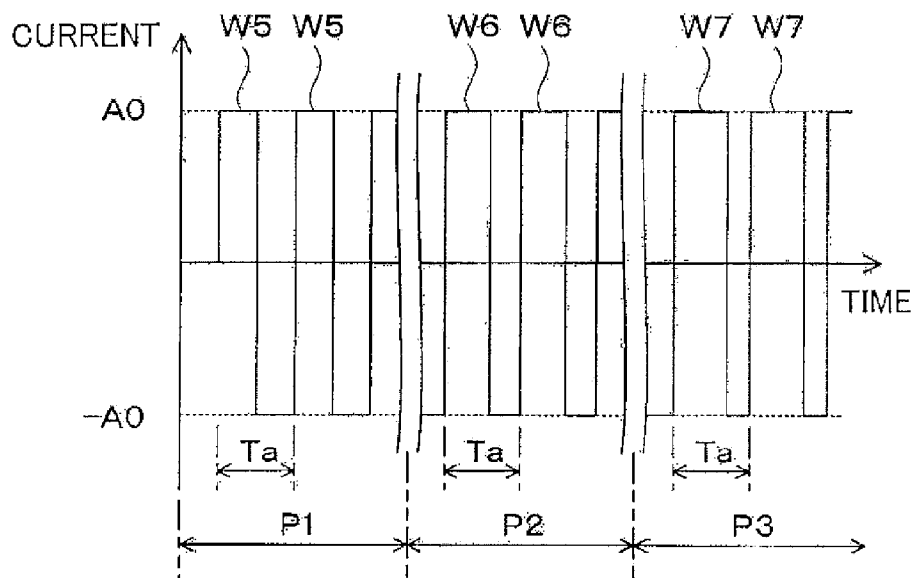 W5 W5 W6 W6 W7 W7
CURRENT
A0
TIME
-A0
Ta Ta Ta
P1 P2 P3